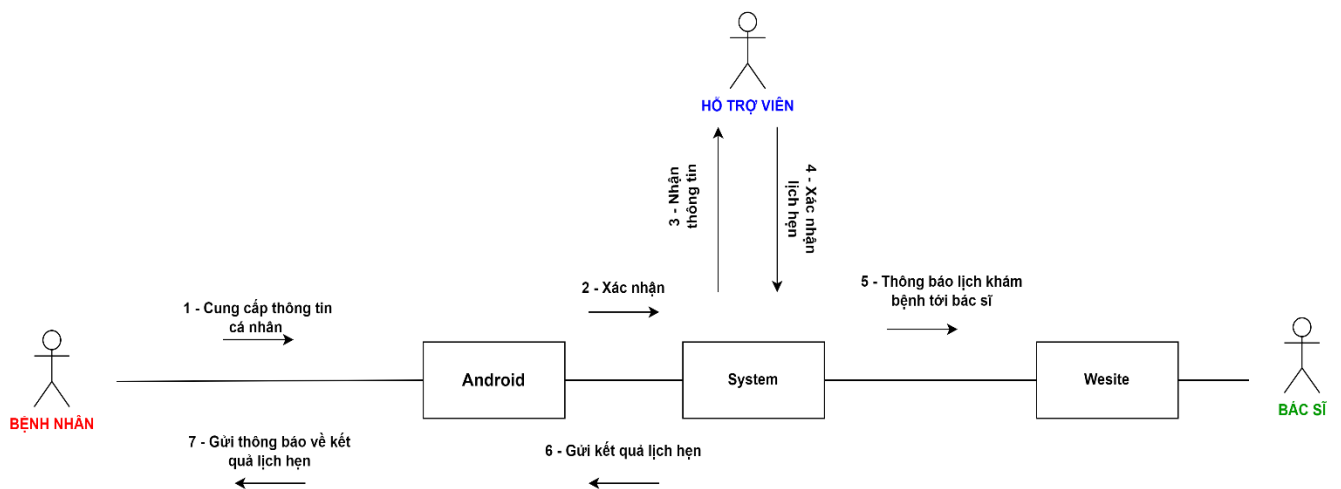 HỖ TRỢ VIÊN
3 - Nhận
thông tin
4 - Xác nhận
lịch hẹn
2 - Xác nhận
5 - Thông báo lịch khám
bệnh tới bác sĩ
1 - Cung cấp thông tin
cá nhân
Android
System
Wesite
BỆNH NHÂN
BÁC SĨ
7 - Gửi thông báo về kết
quả lịch hẹn
6 - Gửi kết quả lịch hẹn